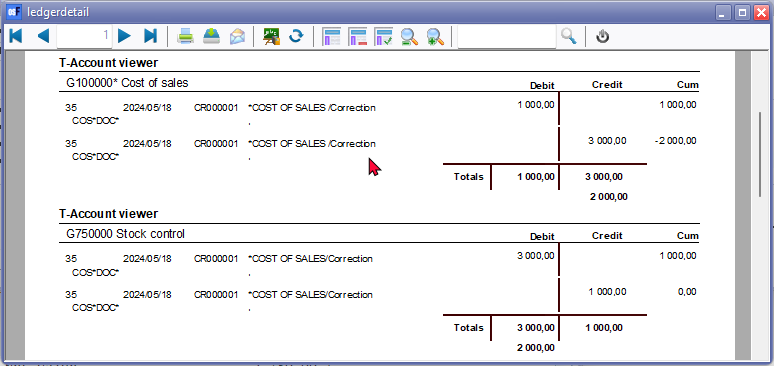 ledgerdetail
1
T-Account viewer
G100000* Cost of sales Debit Credit Cum
35 2024/05/18 CR000001 *COST OF SALES /Correction 1 000,00 1 000,00
COS*DOC* .
35 2024/05/18 CR000001 *COST OF SALES /Correction 3 000,00 -2 000,00
COS*DOC* .
Totals 1 000,00 3 000,00
2 000,00
T-Account viewer
G750000 Stock control Debit Credit Cum
35 2024/05/18 CR000001 *COST OF SALES/Correction 3 000,00 1 000,00
COS*DOC* .
35 2024/05/18 CR000001 *COST OF SALES/Correction 1 000,00 0,00
COS*DOC* .
Totals 3 000,00 1 000,00
2 000,00